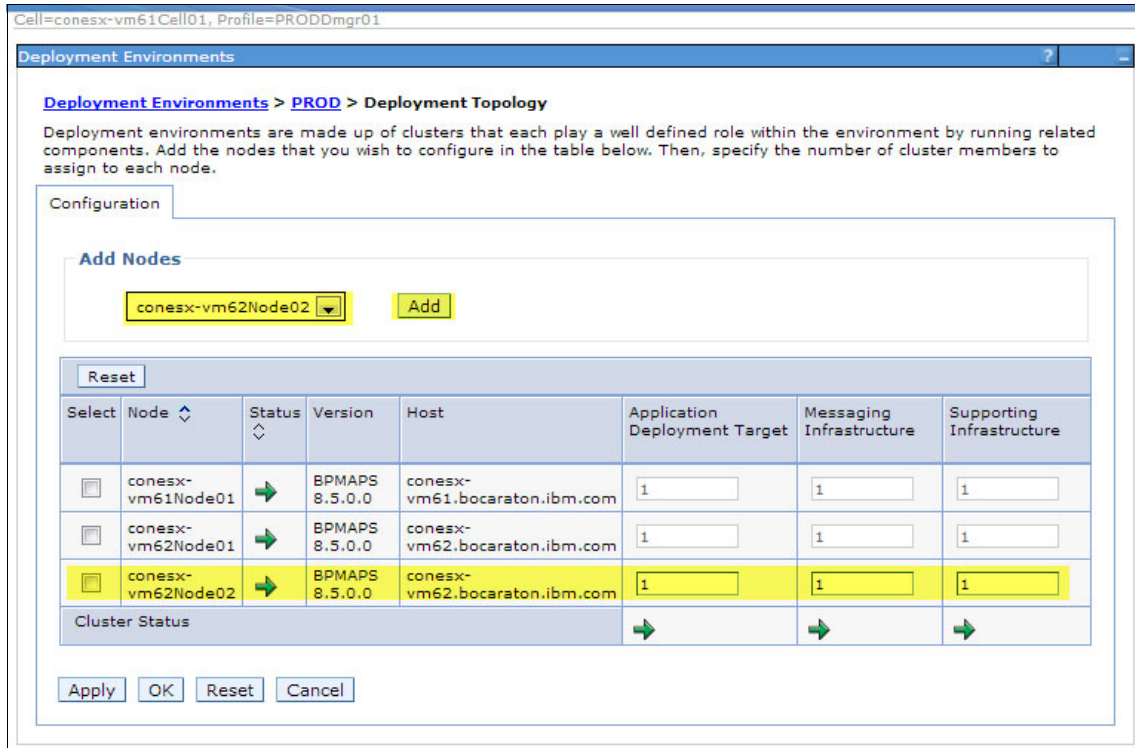 Cell=conesx-vm61Cell01, Profile=PRODDmgr01
Deployment Environments ? –
Deployment Environments > PROD > Deployment Topology
Deployment environments are made up of clusters that each play a well defined role within the environment by running related
components. Add the nodes that you wish to configure in the table below. Then, specify the number of cluster members to
assign to each node.
Configuration
Add Nodes
conesx-vm62Node02 Add
Reset
Select Node Status Version Host Application Messaging Supporting
Deployment Target Infrastructure Infrastructure
conesx- BPMAPS conesx-
vm61Node01 8.5.0.0 vm61.bocaraton.ibm.com 1 1 1
conesx- BPMAPS conesx-
vm62Node01 8.5.0.0 vm62.bocaraton.ibm.com 1 1 1
conesx- BPMAPS conesx-
vm62Node02 8.5.0.0 vm62.bocaraton.ibm.com 1 1 1
Cluster Status
Apply OK Reset Cancel